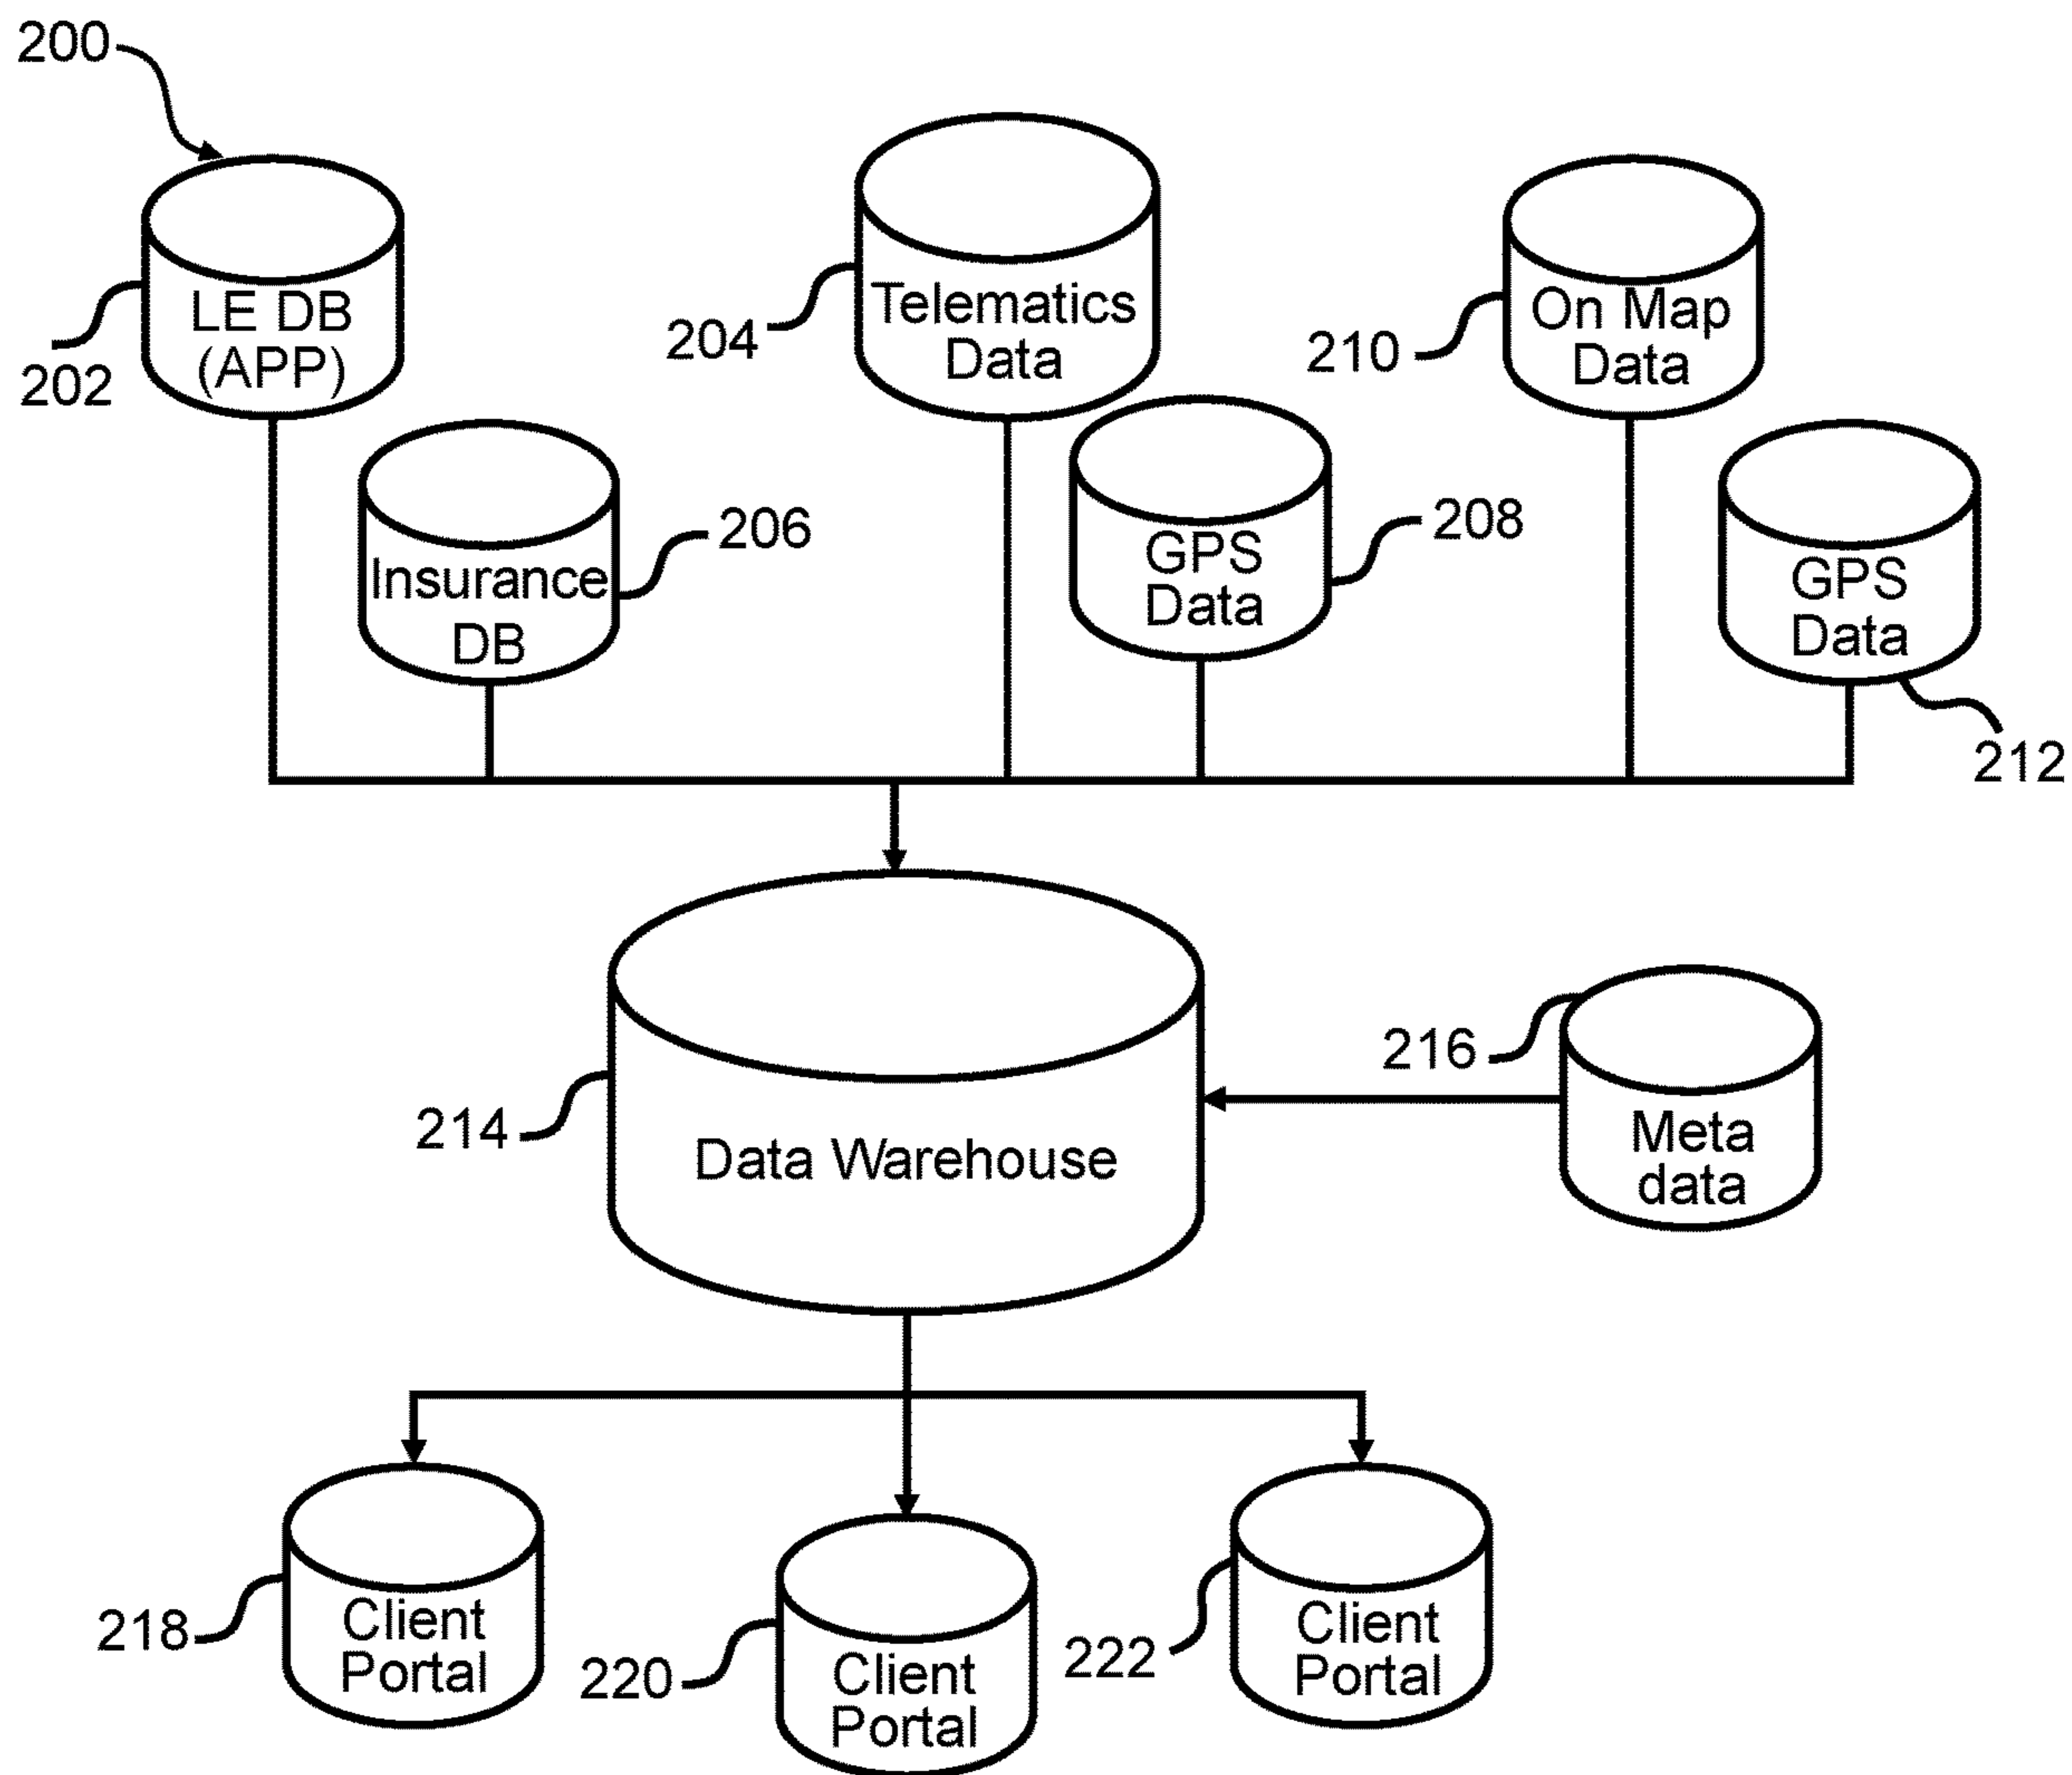 200
202
LE DB
(APP)
204
Telematics
Data
210
On Map
Data
Insurance
DB
206
GPS
Data
208
GPS
Data
212
214
Data Warehouse
216
Meta
data
218
Client
Portal
220
Client
Portal
222
Client
Portal